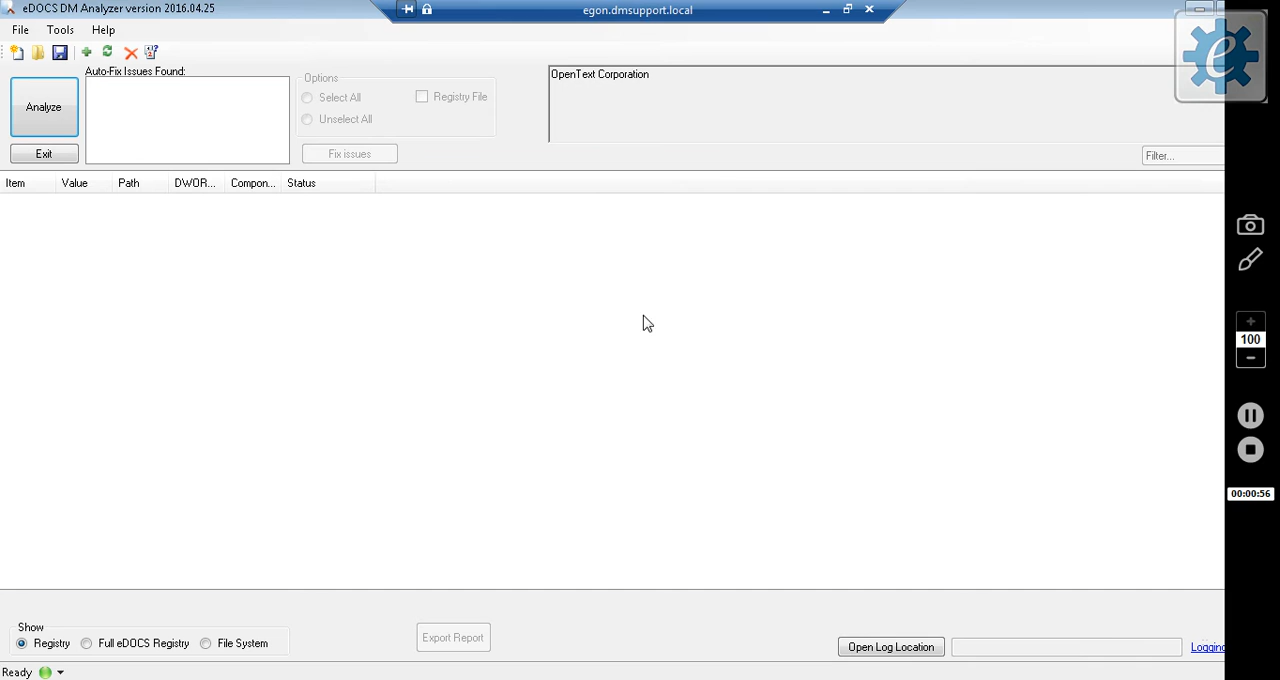 eDOCS DM Analyzer version 2016.04.25
egon.dmsupport.local
File Tools Help
Auto-Fix Issues Found:
Analyze
Exit
Options
Select All
Registry File
Unselect All
Fix issues
OpenText Corporation
Filter...
Item Value Path DWOR... Compon... Status
100
00:00:56
Show
Registry Full eDOCS Registry File System
Export Report
Open Log Location
Logging
Ready